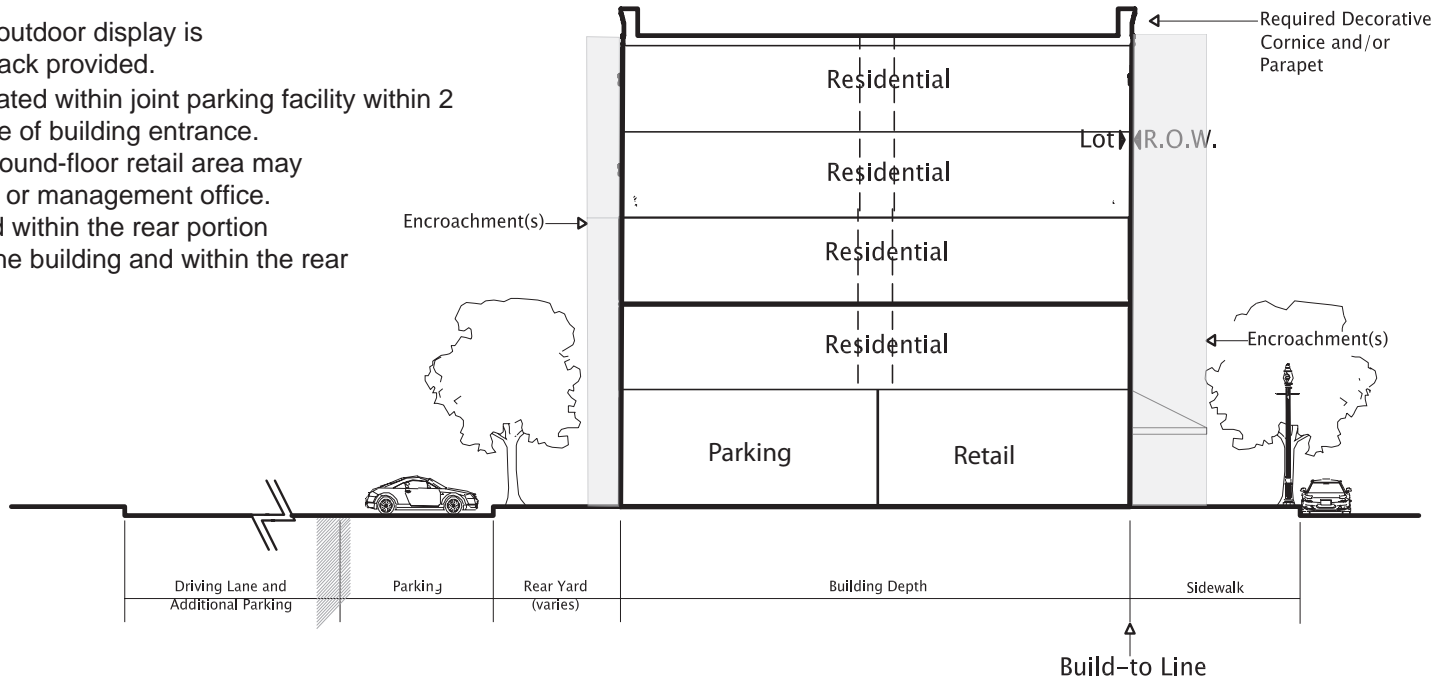 outdoor display is
ack provided.
ated within joint parking facility within 2
e of building entrance.
ound-floor retail area may
or management office.
d within the rear portion
he building and within the rear
Required Decorative
Cornice and/or
Parapet
Residential
Lot R.O.W.
Residential
Encroachment(s)
Residential
Encroachment(s)
Residential
Parking
Retail
Driving Lane and
Additional Parking
Parking
Rear Yard
(varies)
Building Depth
Sidewalk
Build-to Line